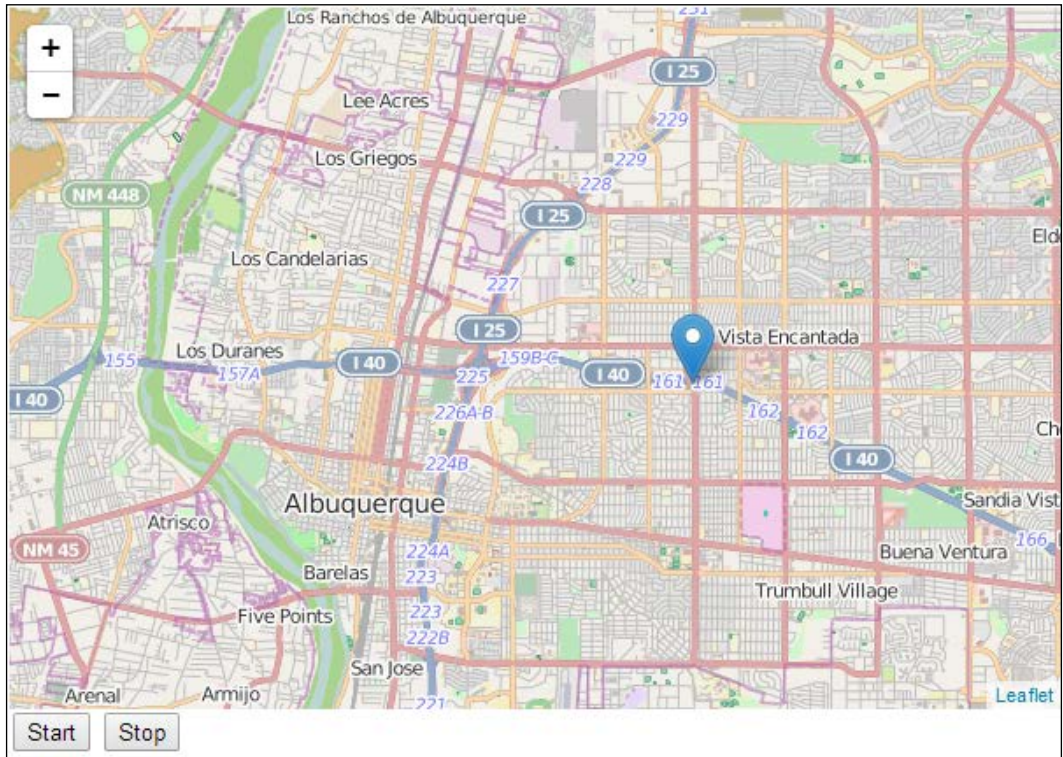 231
Los Ranchos de Albuquerque
+
I 25
−
Lee Acres
229
Los Griegos
229
228
NM 448
I 25
Eld
Los Candelarias
227
I 25
Vista Encantada
155
Los Duranes
I 40
159B-C
157A
225
I 40
161
161
I 40
226A-B
162
162
Ch
224B
I 40
Albuquerque
Sandia Vist
Atrisco
166
NM 45
224A
Buena Ventura
Barelas
223
Trumbull Village
Five Points
223
222B
San Jose
Arenal
Armijo
221
Leaflet
Start
Stop